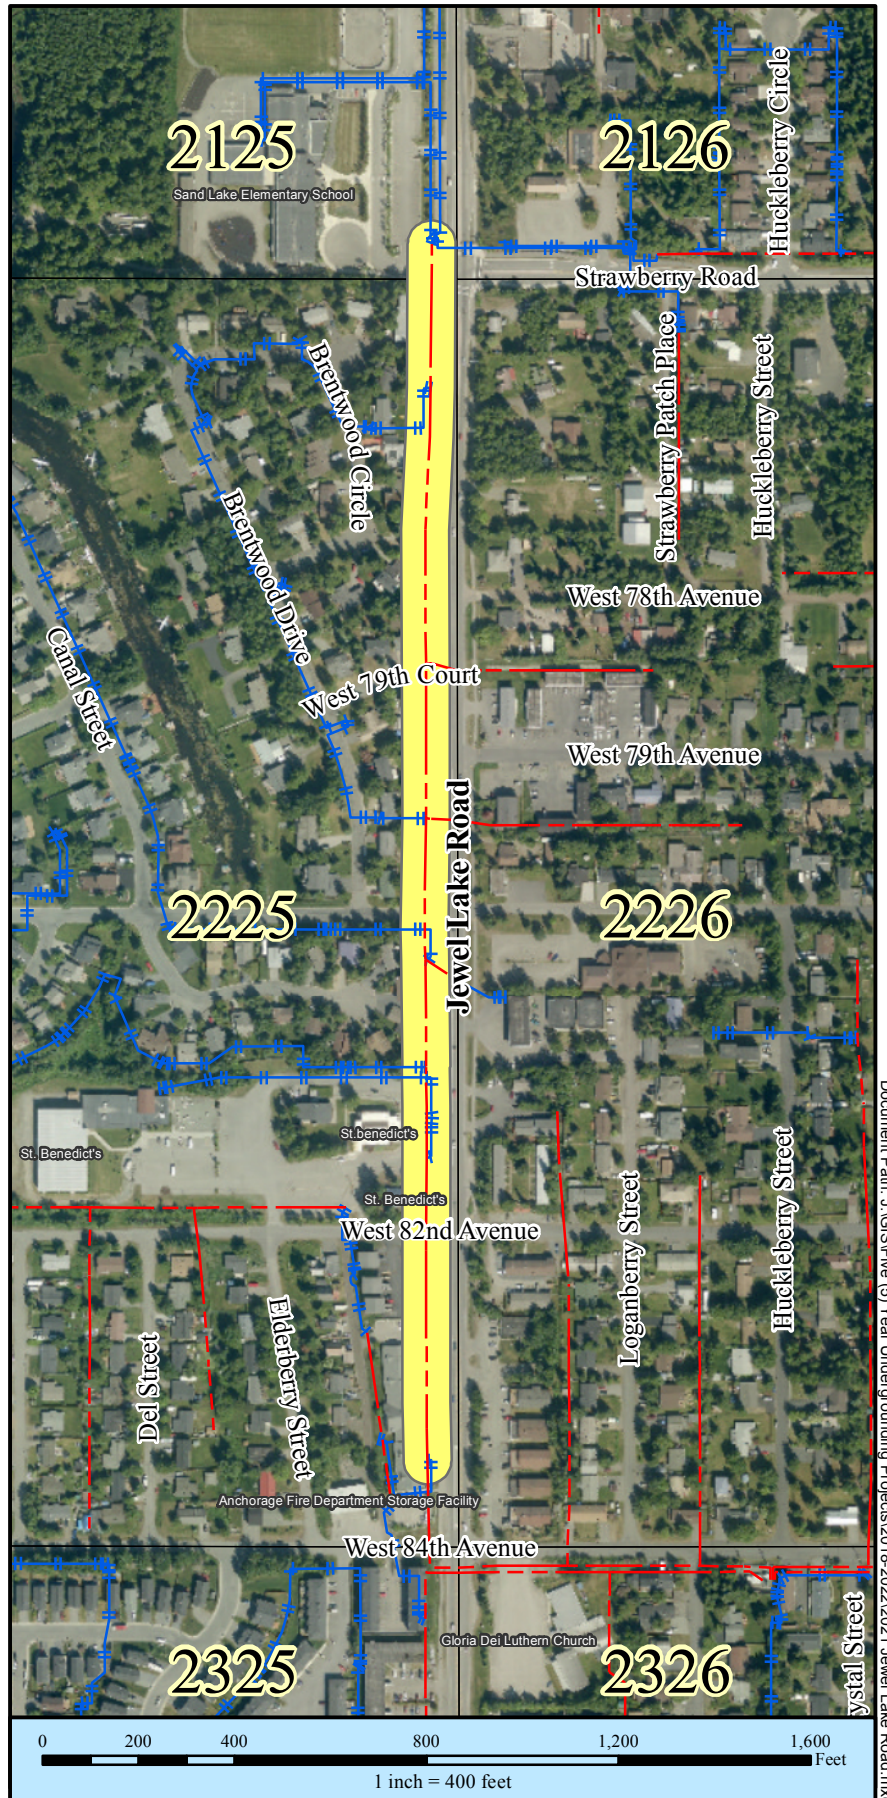 2125
2126
Huckleberry Circle
Sand Lake Elementary School
Strawberry Road
Brentwood Circle
Strawberry Patch Place
Huckleberry Street
Brentwood Drive
West 78th Avenue
Canal Street
West 79th Court
West 79th Avenue
Jewel Lake Road
2225
2226
St.benedict's
St. Benedict's
St. Benedict's
West 82nd Avenue
Loganberry Street
Huckleberry Street
Del Street
Elderberry Street
Anchorage Fire Department Storage Facility
West 84th Avenue
Gloria Dei Luthern Church
2325
2326
ystal Street
0 200 400 800 1,200 1,600
Feet
1 inch = 400 feet